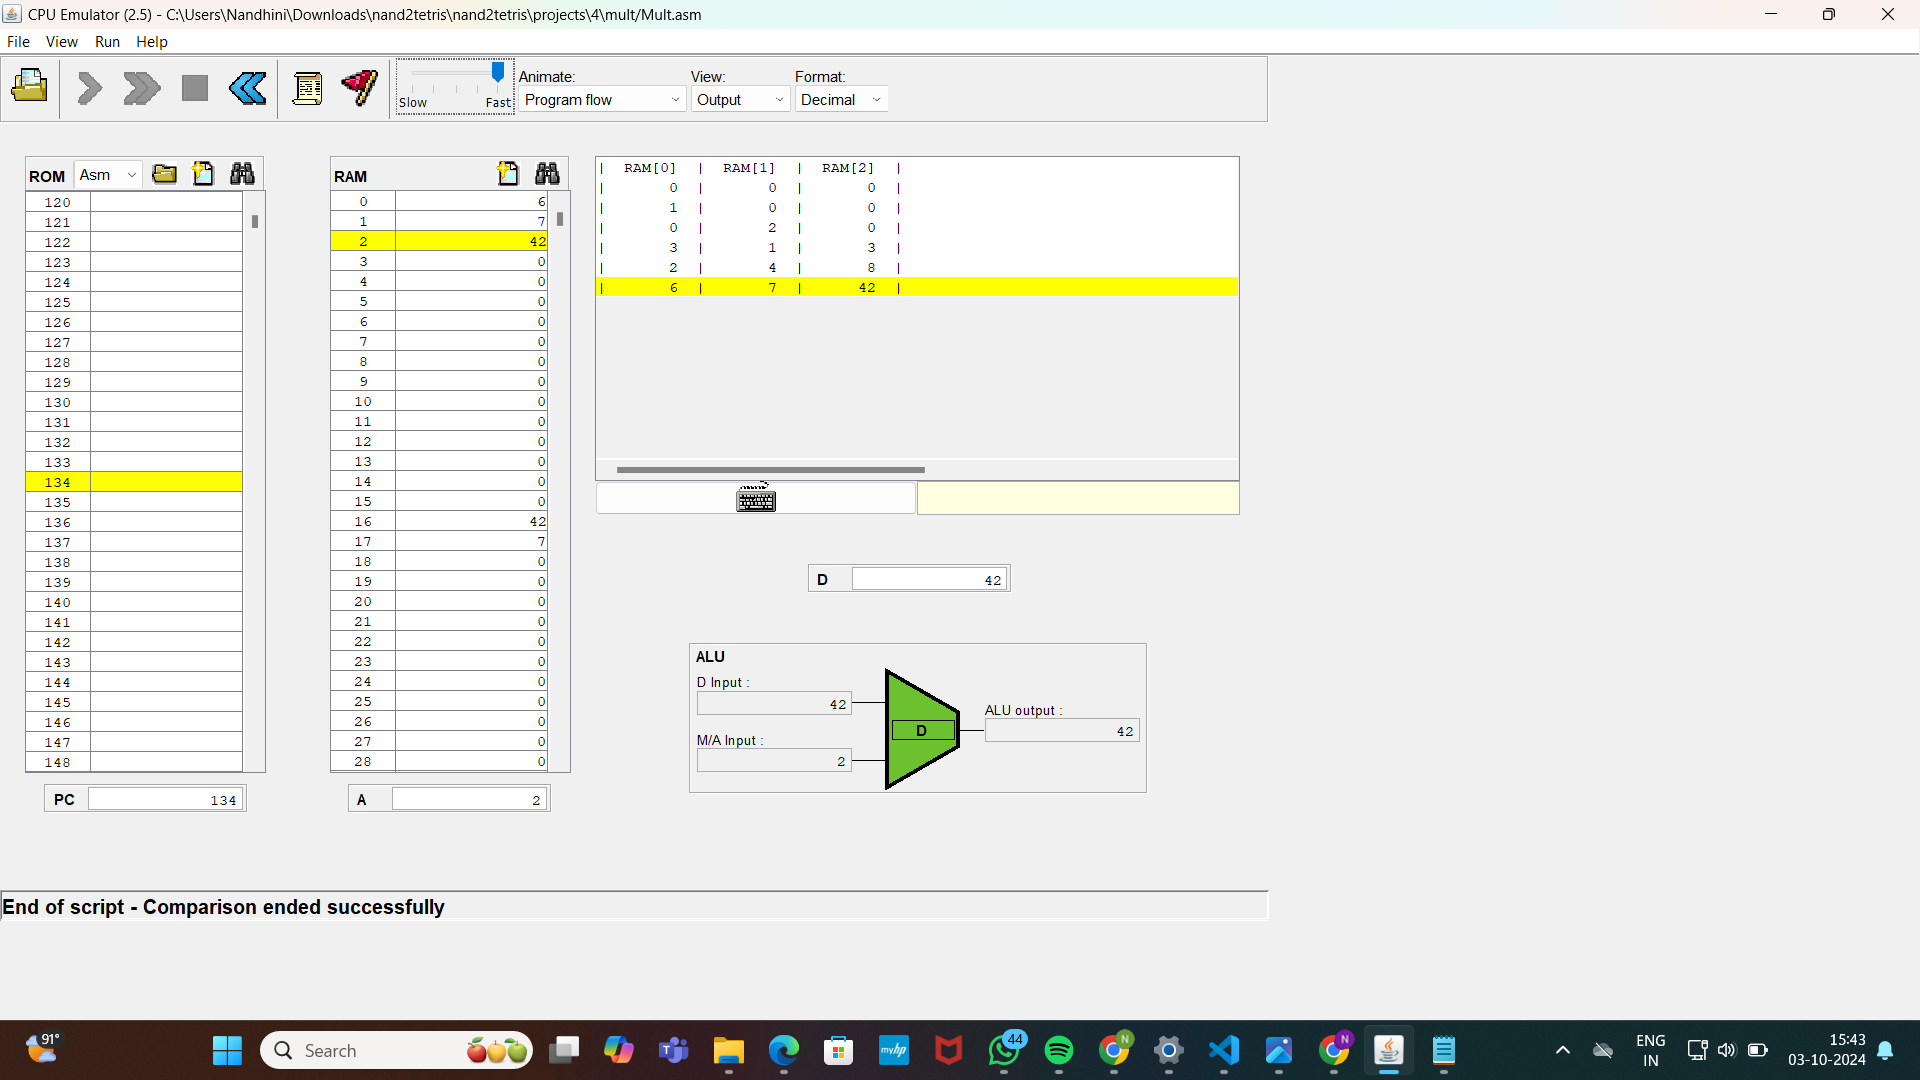 CPU Emulator (2.5) - C:\Users\Nandhini\Downloads\nand2tetris\nand2tetris\projects\4\mult/Mult.asm
File View Run Help
Slow Fast
Animate:
Program flow
View:
Output
Format:
Decimal
ROM Asm
120
121
122
123
124
125
126
127
128
129
130
131
132
133
134
135
136
137
138
139
140
141
142
143
144
145
146
147
148
PC 134
RAM
0 6
1 7
2 42
3 0
4 0
5 0
6 0
7 0
8 0
9 0
10 0
11 0
12 0
13 0
14 0
15 0
16 42
17 7
18 0
19 0
20 0
21 0
22 0
23 0
24 0
25 0
26 0
27 0
28 0
A 2
| RAM[0] | RAM[1] | RAM[2] |
| 0 | 0 | 0 |
| 1 | 0 | 0 |
| 0 | 2 | 0 |
| 3 | 1 | 3 |
| 2 | 4 | 8 |
| 6 | 7 | 42 |
D 42
ALU
D Input :
42
M/A Input :
2
D
ALU output :
42
End of script - Comparison ended successfully
91°
Search
myhp
44
N
N
ENG
IN
15:43
03-10-2024